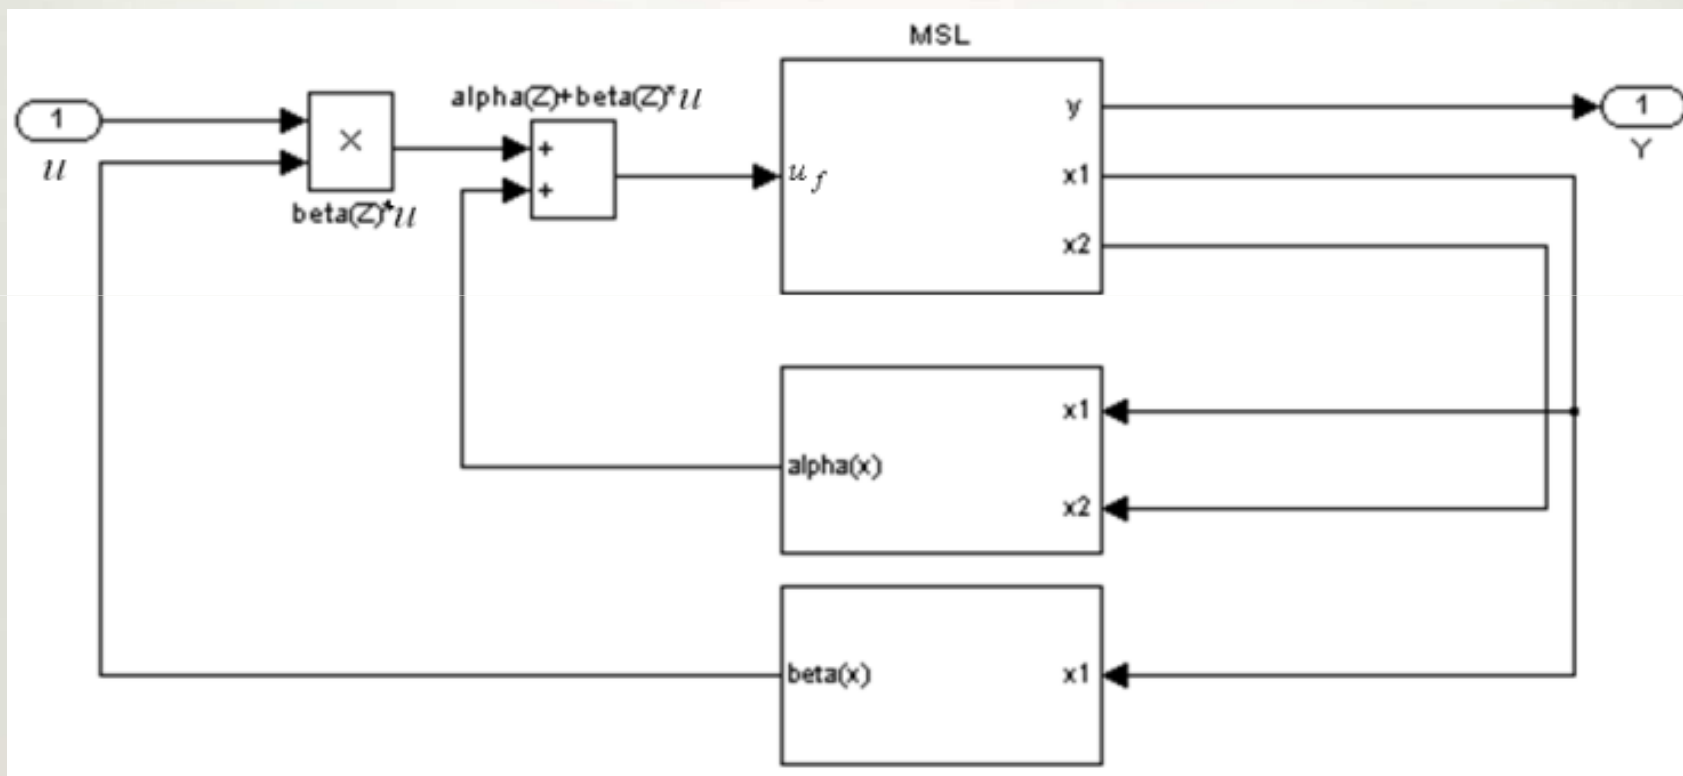 MSL
alpha(Z)+beta(Z)*u
1
×
+
+
y
1
u
u f
x1
Y
beta(Z)*u
x2
x1
alpha(x)
x2
beta(x)
x1